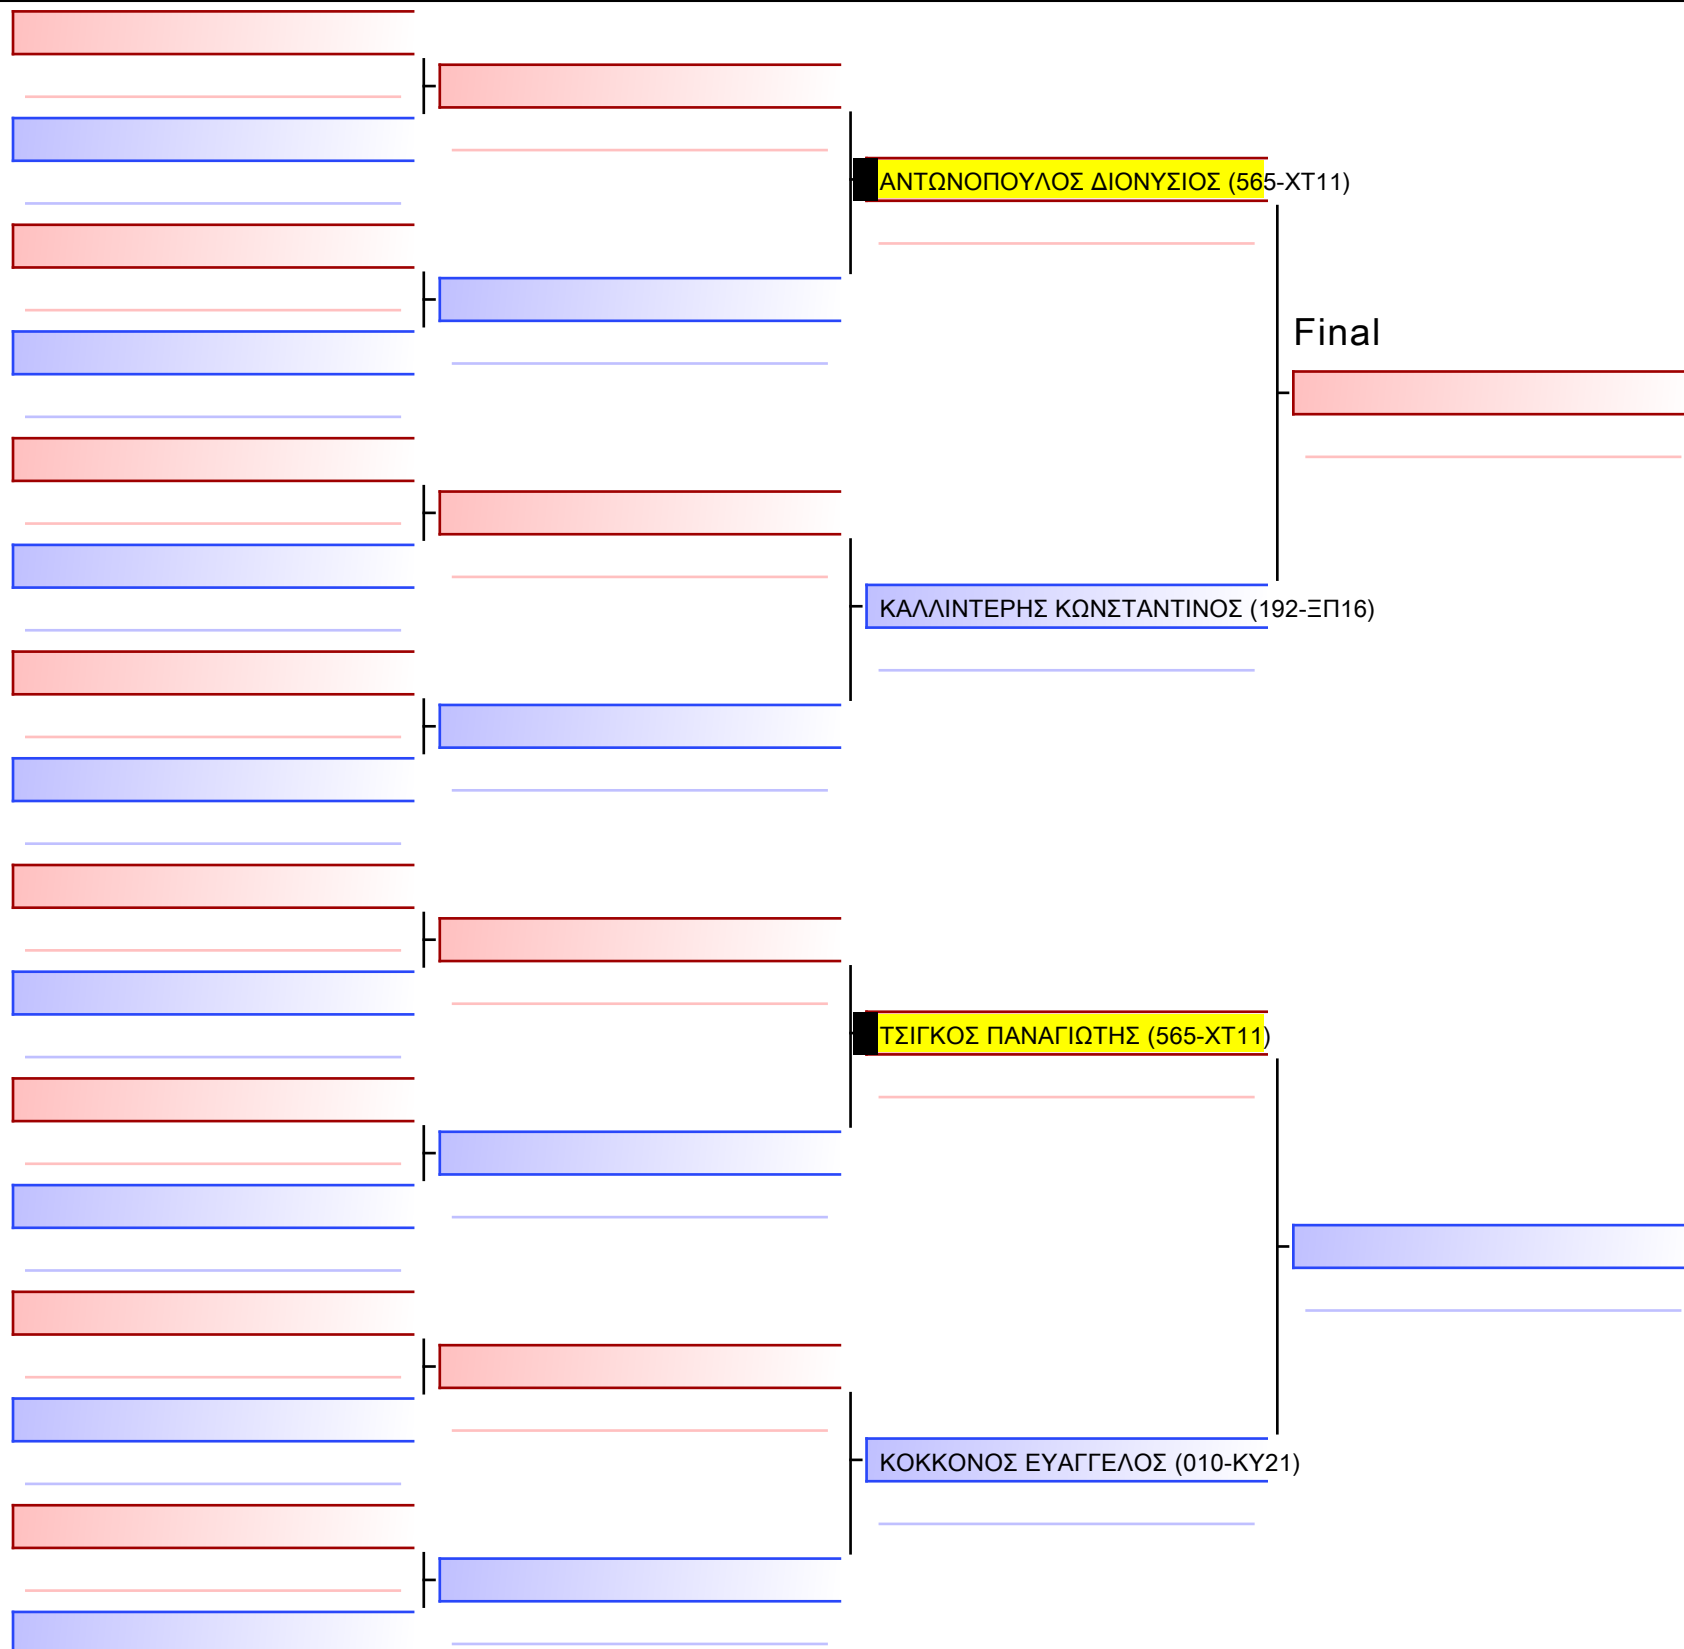 ΑΝΤΩΝΟΠΟΥΛΟΣ ΔΙΟΝΥΣΙΟΣ (565-ΧΤ11)
Final
ΚΑΛΛΙΝΤΕΡΗΣ ΚΩΝΣΤΑΝΤΙΝΟΣ (192-ΞΠ16)
ΤΣΙΓΚΟΣ ΠΑΝΑΓΙΩΤΗΣ (565-ΧΤ11)
ΚΟΚΚΟΝΟΣ ΕΥΑΓΓΕΛΟΣ (010-ΚΥ21)